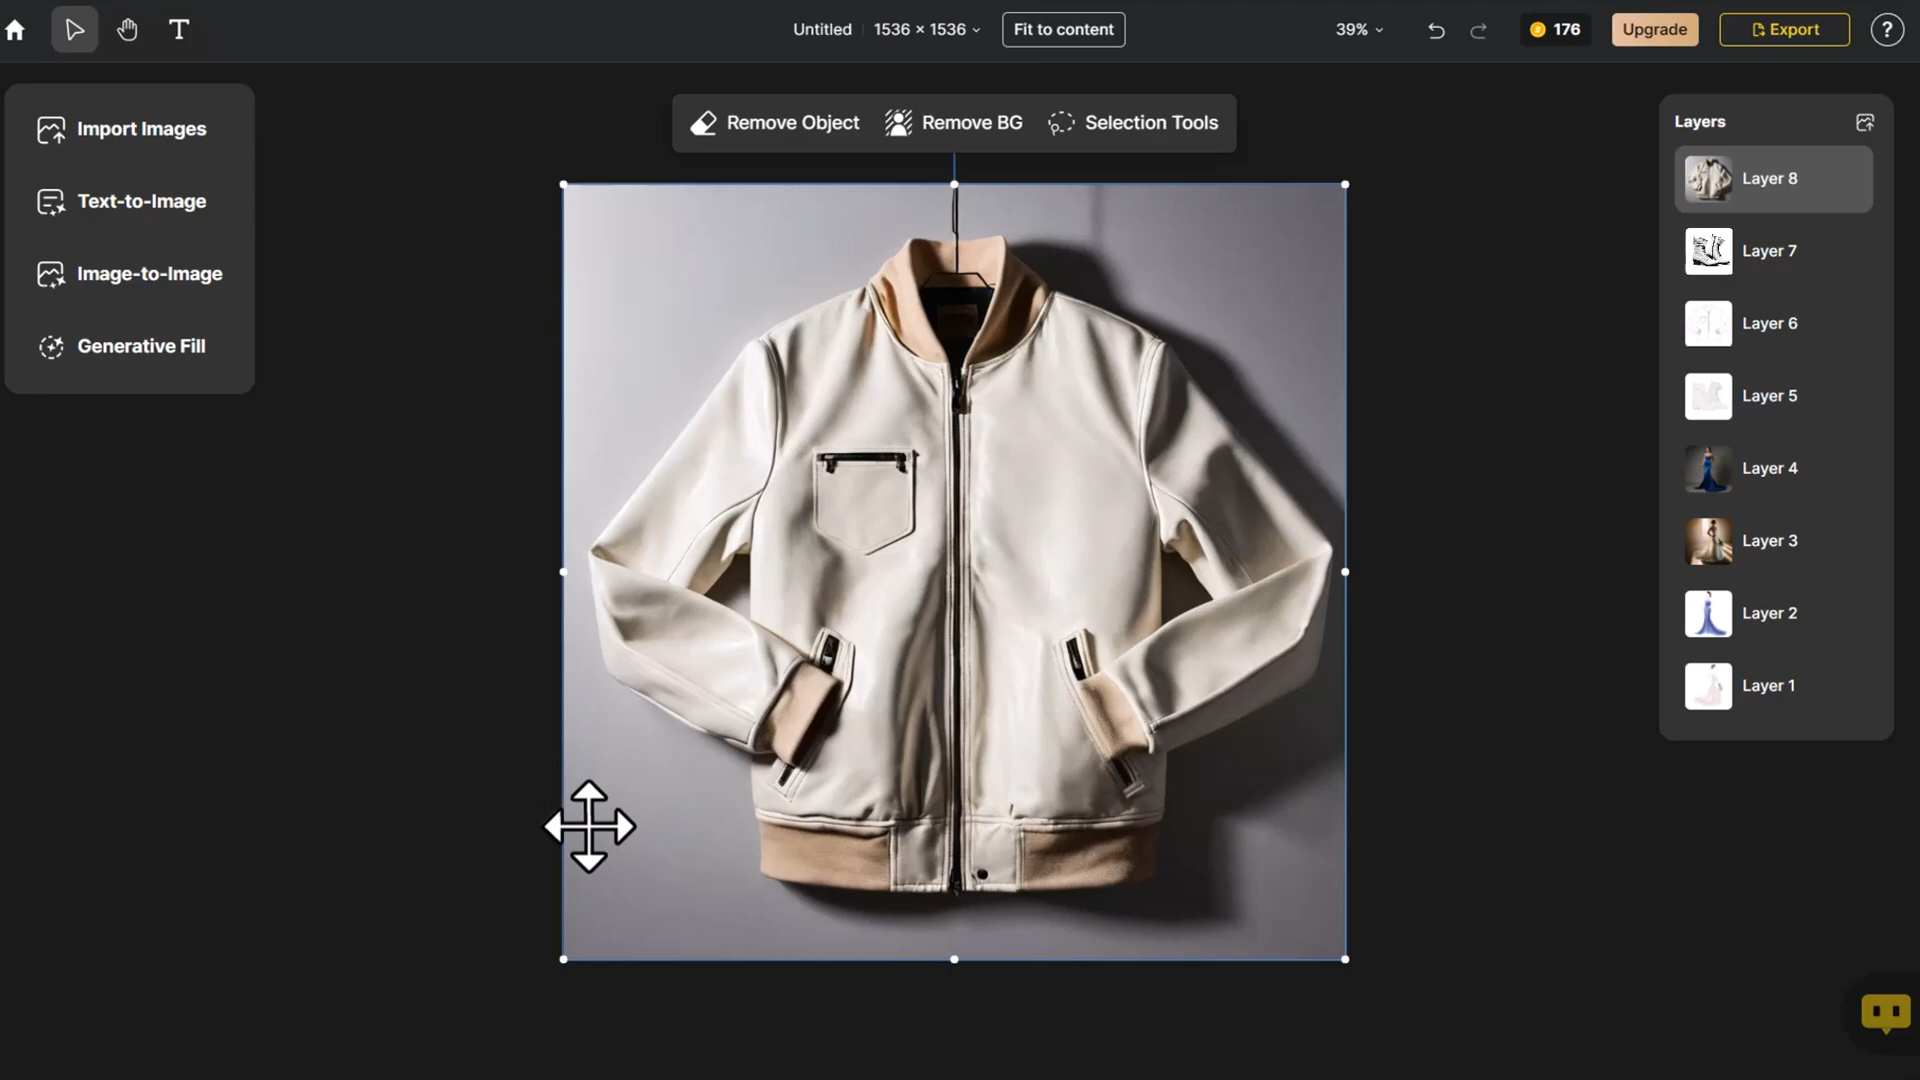 Untitled
1536 × 1536
Fit to content
39%
176
Upgrade
Export
?
Import Images
Text-to-Image
Image-to-Image
Generative Fill
Remove Object
Remove BG
Selection Tools
Layers
Layer 8
Layer 7
Layer 6
Layer 5
Layer 4
Layer 3
Layer 2
Layer 1